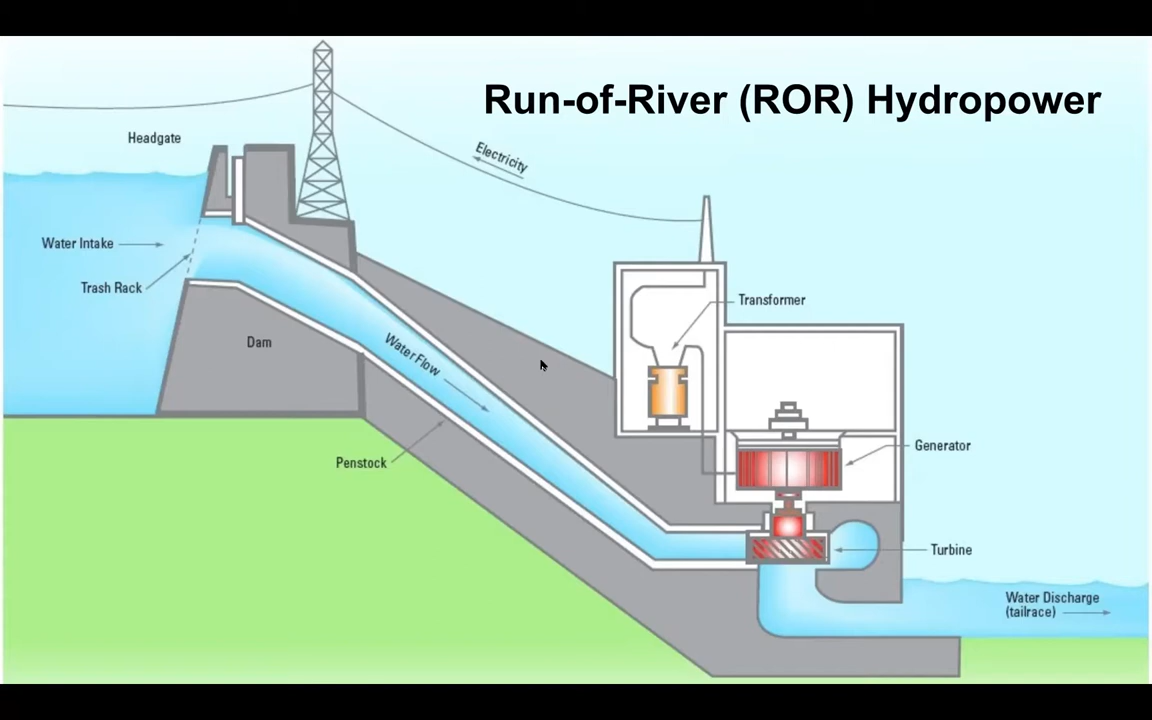 Run-of-River (ROR) Hydropower
Headgate
Electricity
Water Intake
Trash Rack
Transformer
Dam
Water Flow
Generator
Penstock
Turbine
Water Discharge
(tailrace)